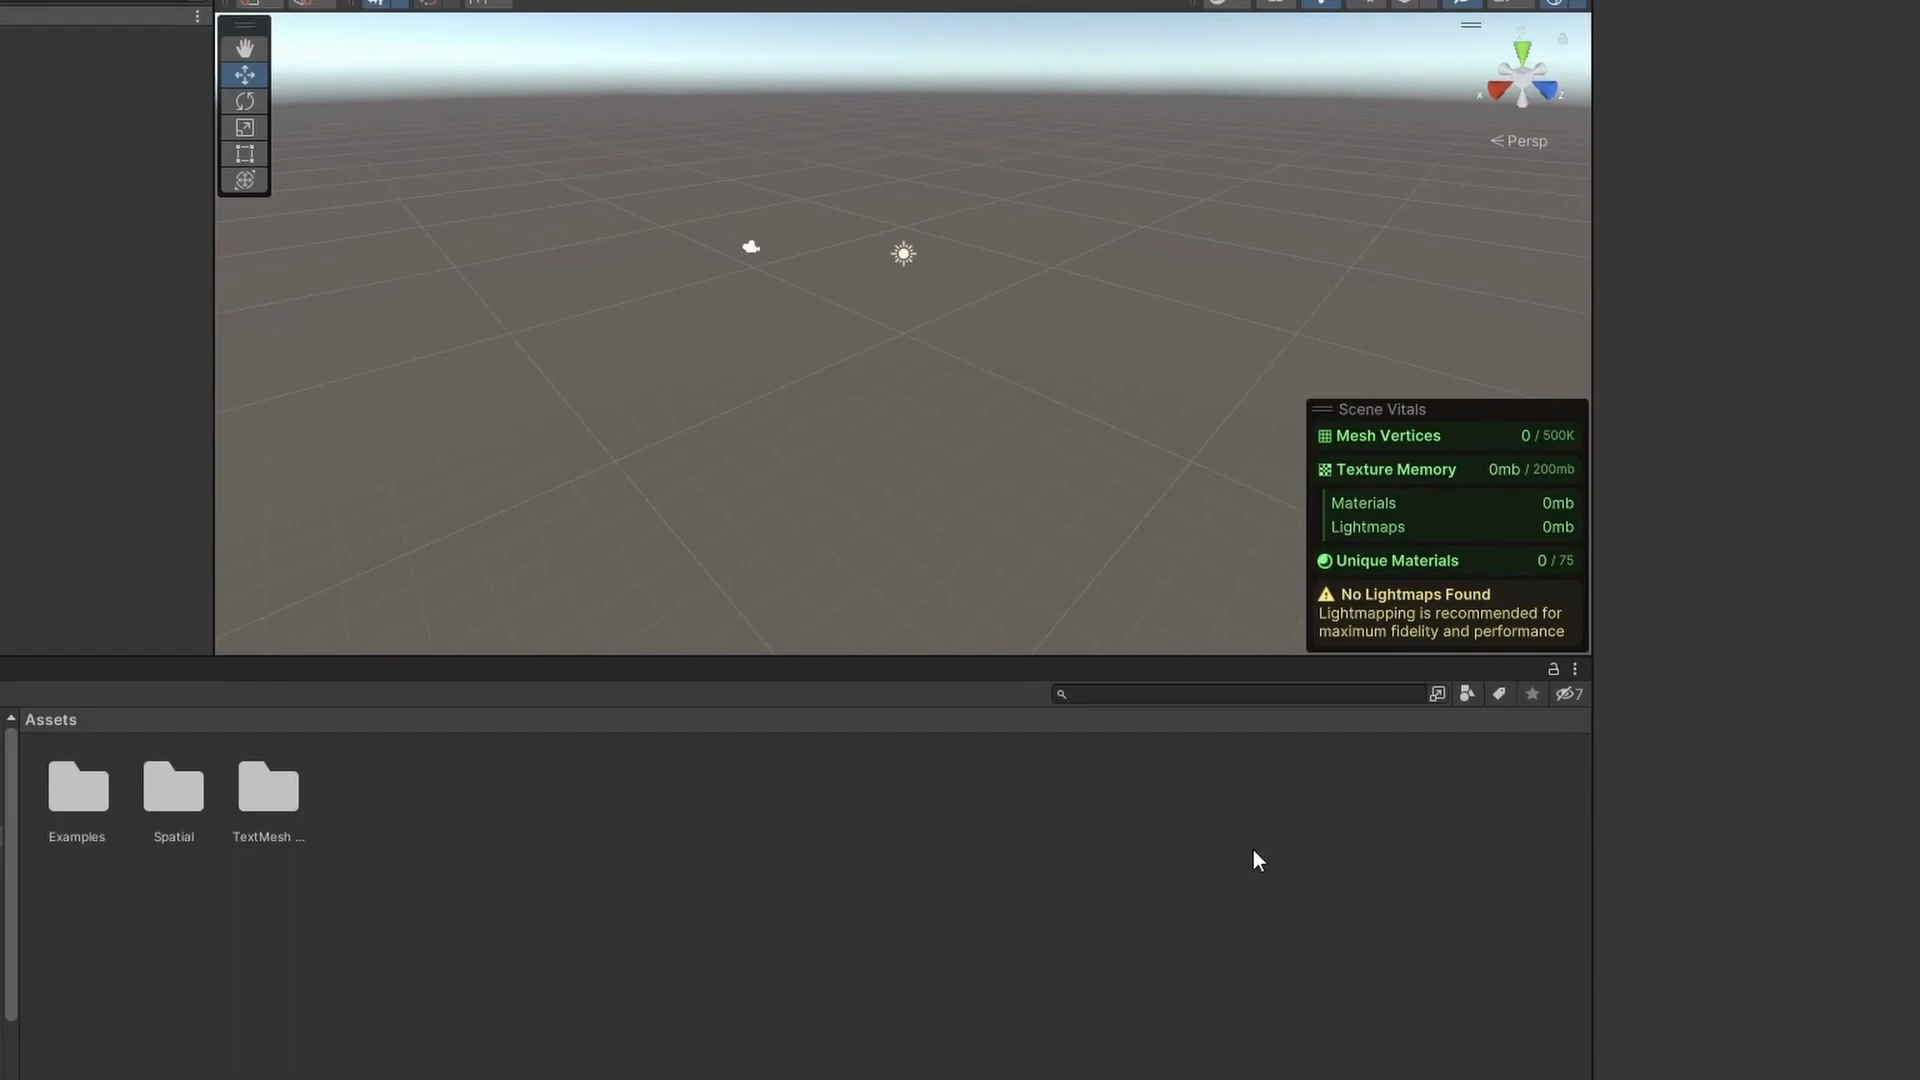 y
x
z
Persp
Scene Vitals
Mesh Vertices 0 / 500K
Texture Memory 0mb / 200mb
Materials 0mb
Lightmaps 0mb
Unique Materials 0 / 75
No Lightmaps Found
Lightmapping is recommended for
maximum fidelity and performance
7
Assets
Examples
Spatial
TextMesh ...